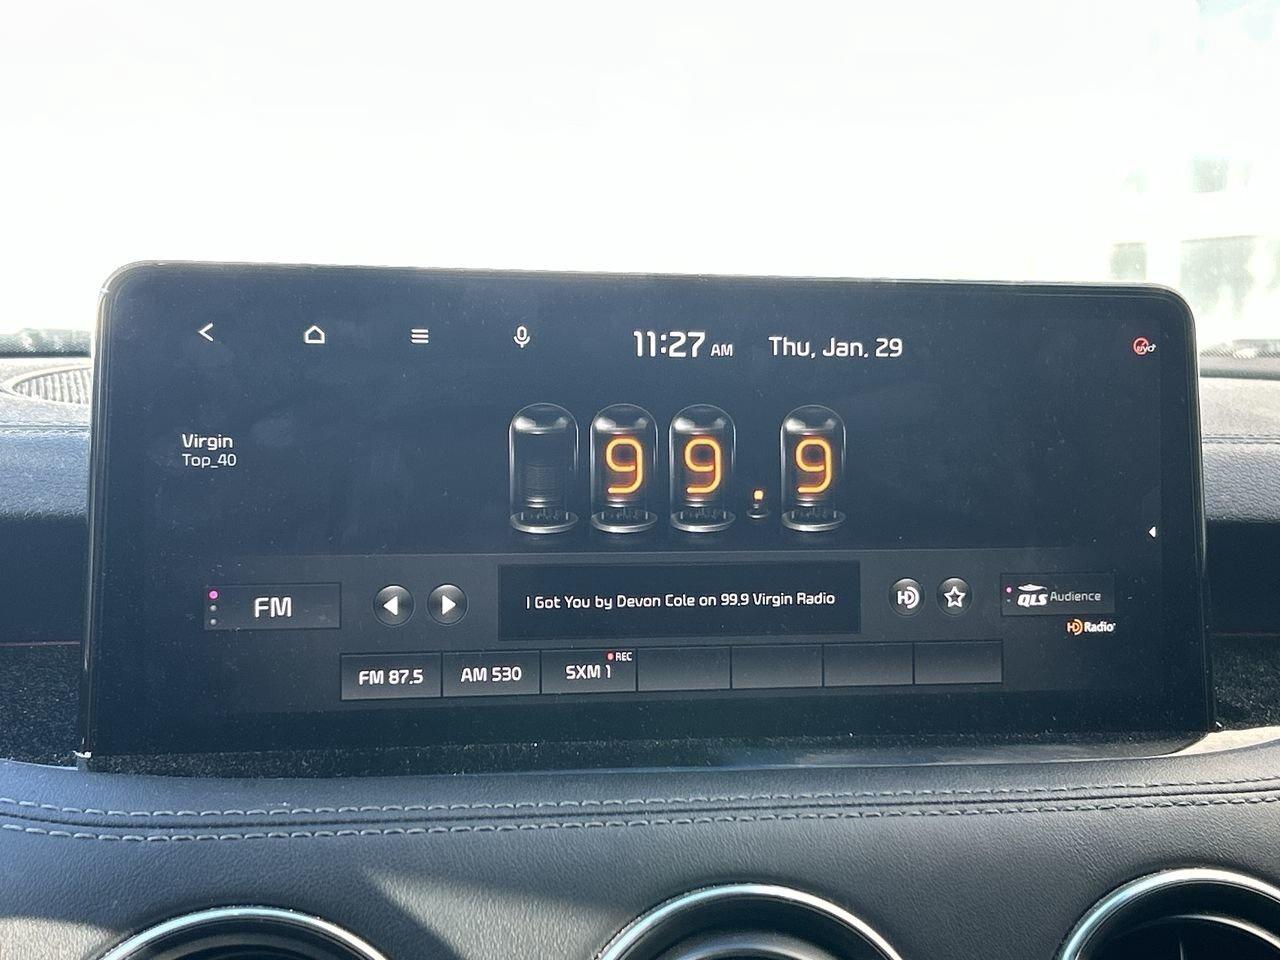 11:27 AM Thu, Jan. 29
Virgin
Top_40
99.9
FM
I Got You by Devon Cole on 99.9 Virgin Radio
HD
QLS Audience
HD Radio
FM 87.5
AM 530
SXM 1
REC